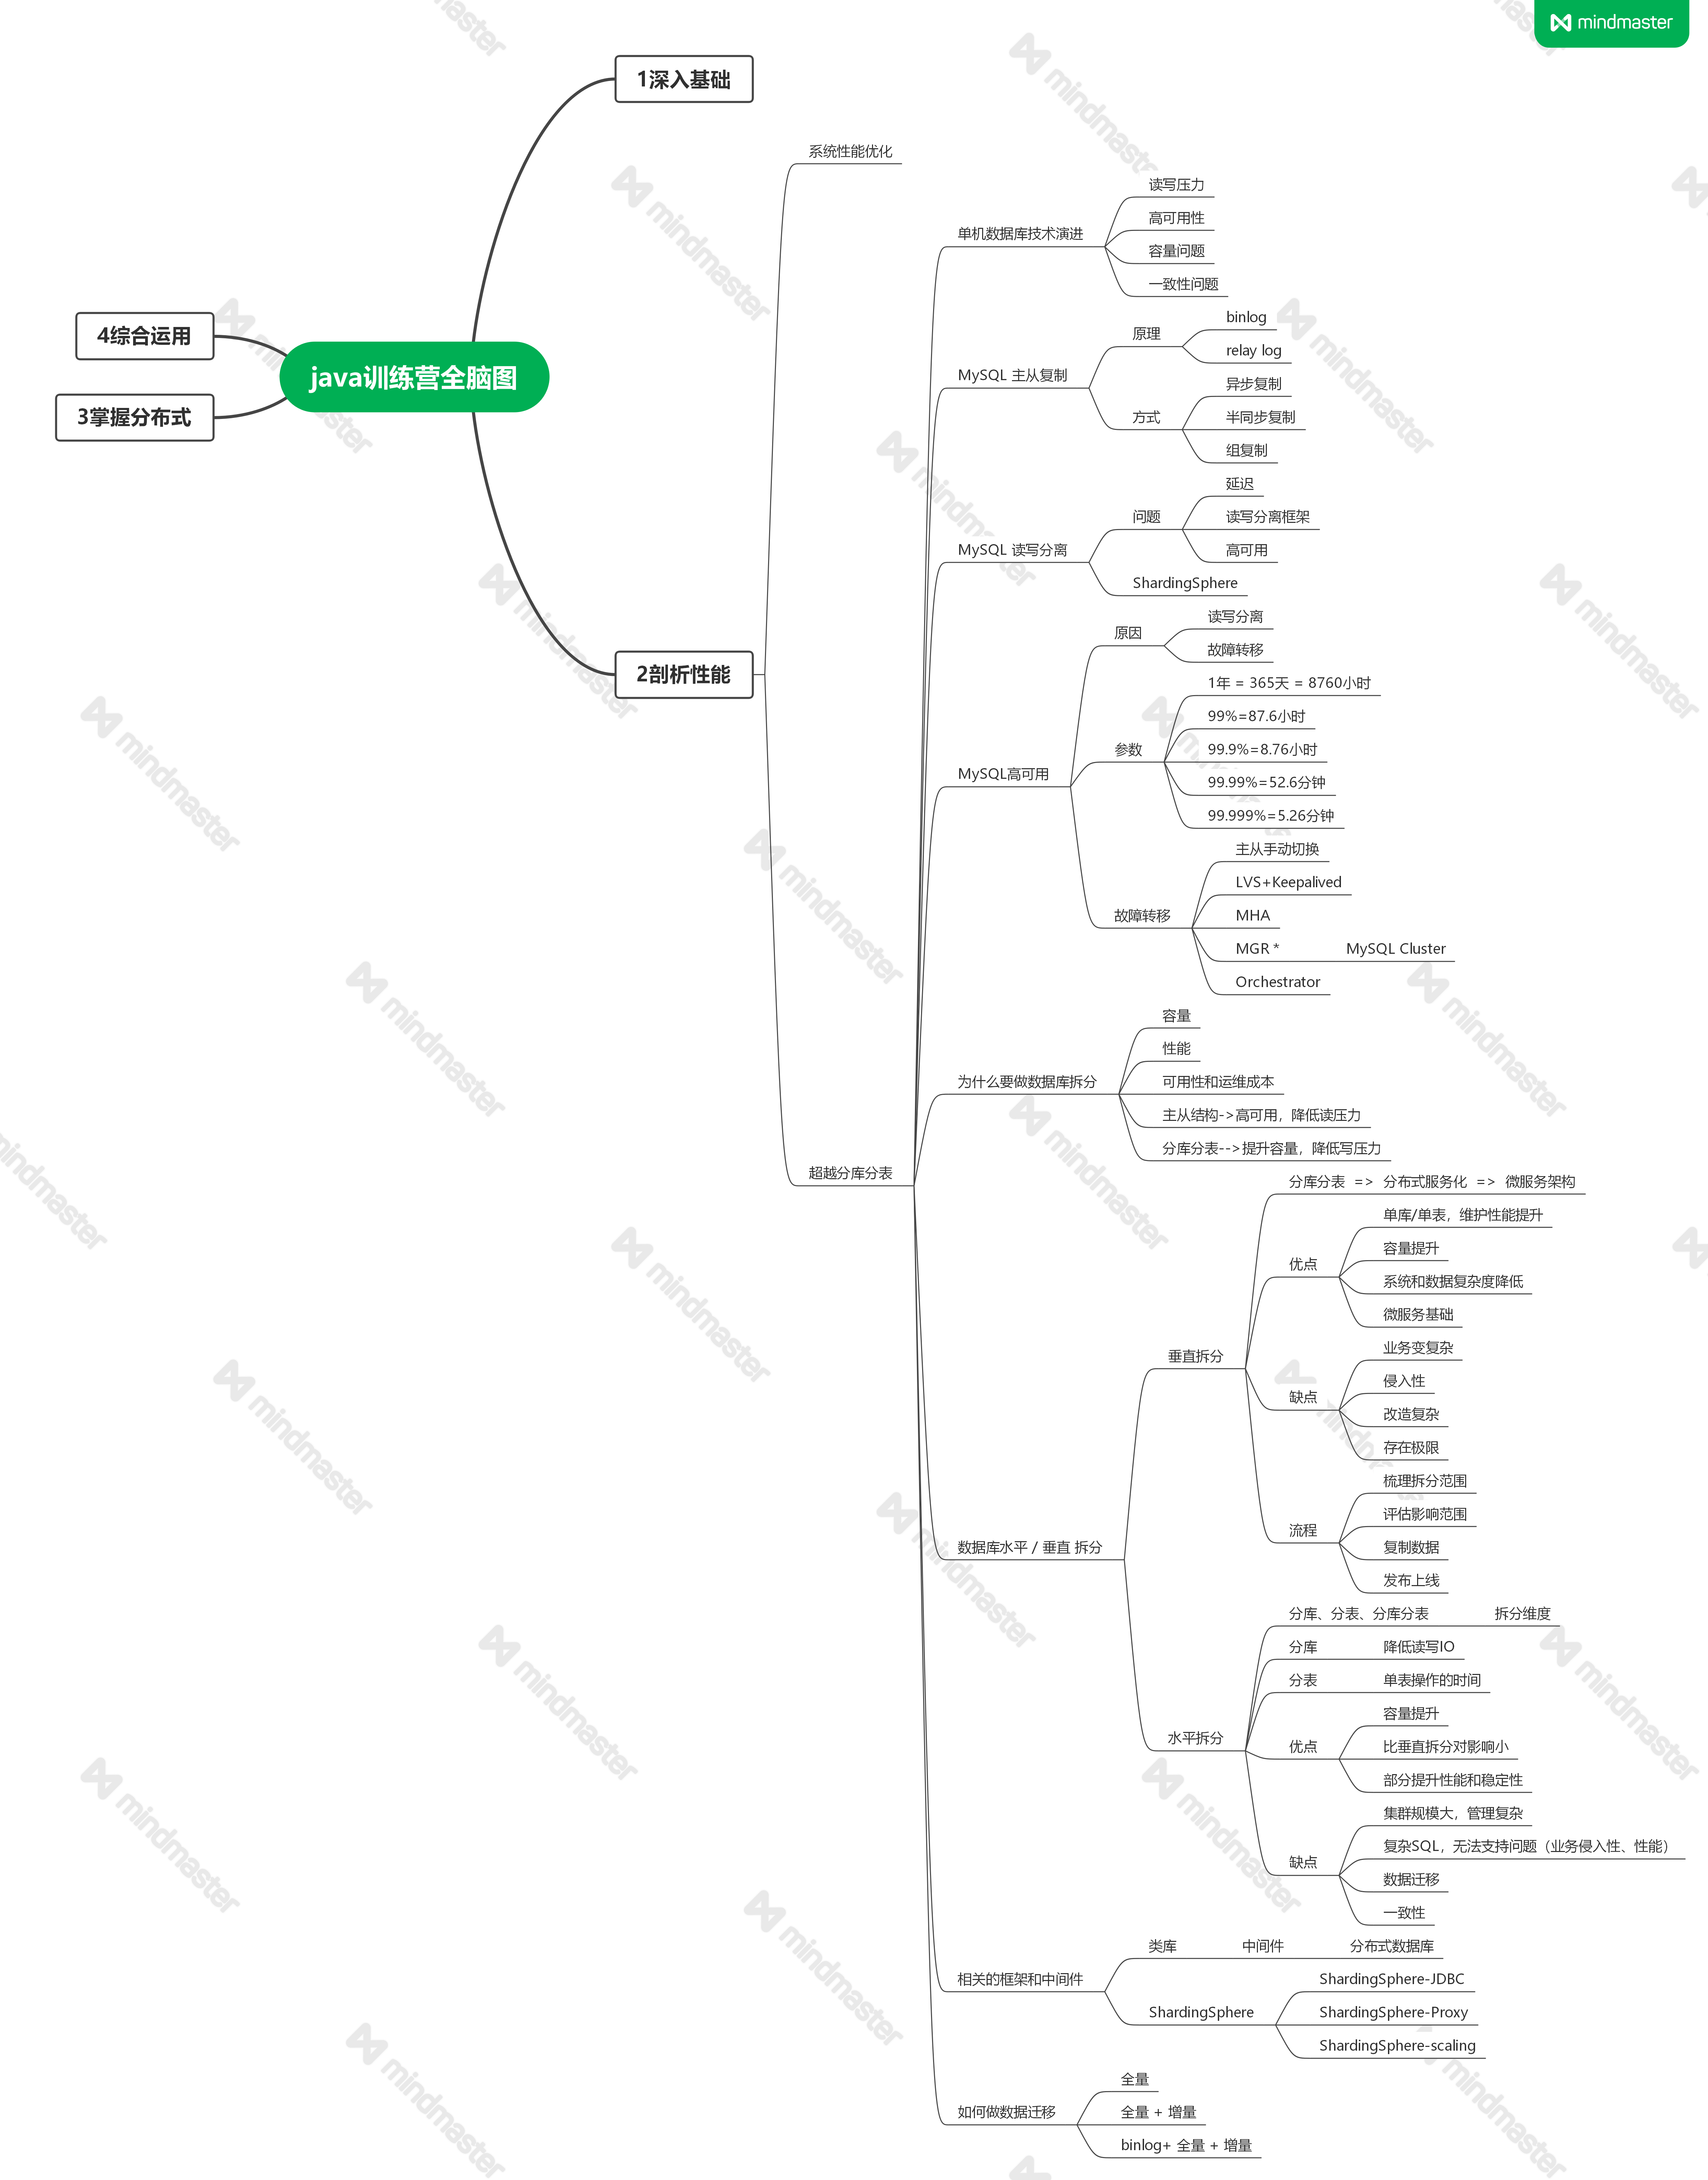 mindmaster
java训练营全脑图
1深入基础
2剖析性能
系统性能优化
超越分库分表
单机数据库技术演进
读写压力
高可用性
容量问题
一致性问题
MySQL 主从复制
原理
binlog
relay log
方式
异步复制
半同步复制
组复制
MySQL 读写分离
问题
延迟
读写分离框架
高可用
ShardingSphere
MySQL高可用
原因
读写分离
故障转移
参数
1年 = 365天 = 8760小时
99%=87.6小时
99.9%=8.76小时
99.99%=52.6分钟
99.999%=5.26分钟
故障转移
主从手动切换
LVS+Keepalived
MHA
MGR *
MySQL Cluster
Orchestrator
为什么要做数据库拆分
容量
性能
可用性和运维成本
主从结构->高可用，降低读压力
分库分表-->提升容量，降低写压力
数据库水平 / 垂直 拆分
垂直拆分
分库分表 => 分布式服务化 => 微服务架构
优点
单库/单表，维护性能提升
容量提升
系统和数据复杂度降低
微服务基础
缺点
业务变复杂
侵入性
改造复杂
存在极限
流程
梳理拆分范围
评估影响范围
复制数据
发布上线
水平拆分
分库、分表、分库分表
拆分维度
分库
降低读写IO
分表
单表操作的时间
优点
容量提升
比垂直拆分对影响小
部分提升性能和稳定性
缺点
集群规模大，管理复杂
复杂SQL，无法支持问题（业务侵入性、性能）
数据迁移
一致性
相关的框架和中间件
类库
中间件
分布式数据库
ShardingSphere
ShardingSphere-JDBC
ShardingSphere-Proxy
ShardingSphere-scaling
如何做数据迁移
全量
全量 + 增量
binlog+ 全量 + 增量
3掌握分布式
4综合运用